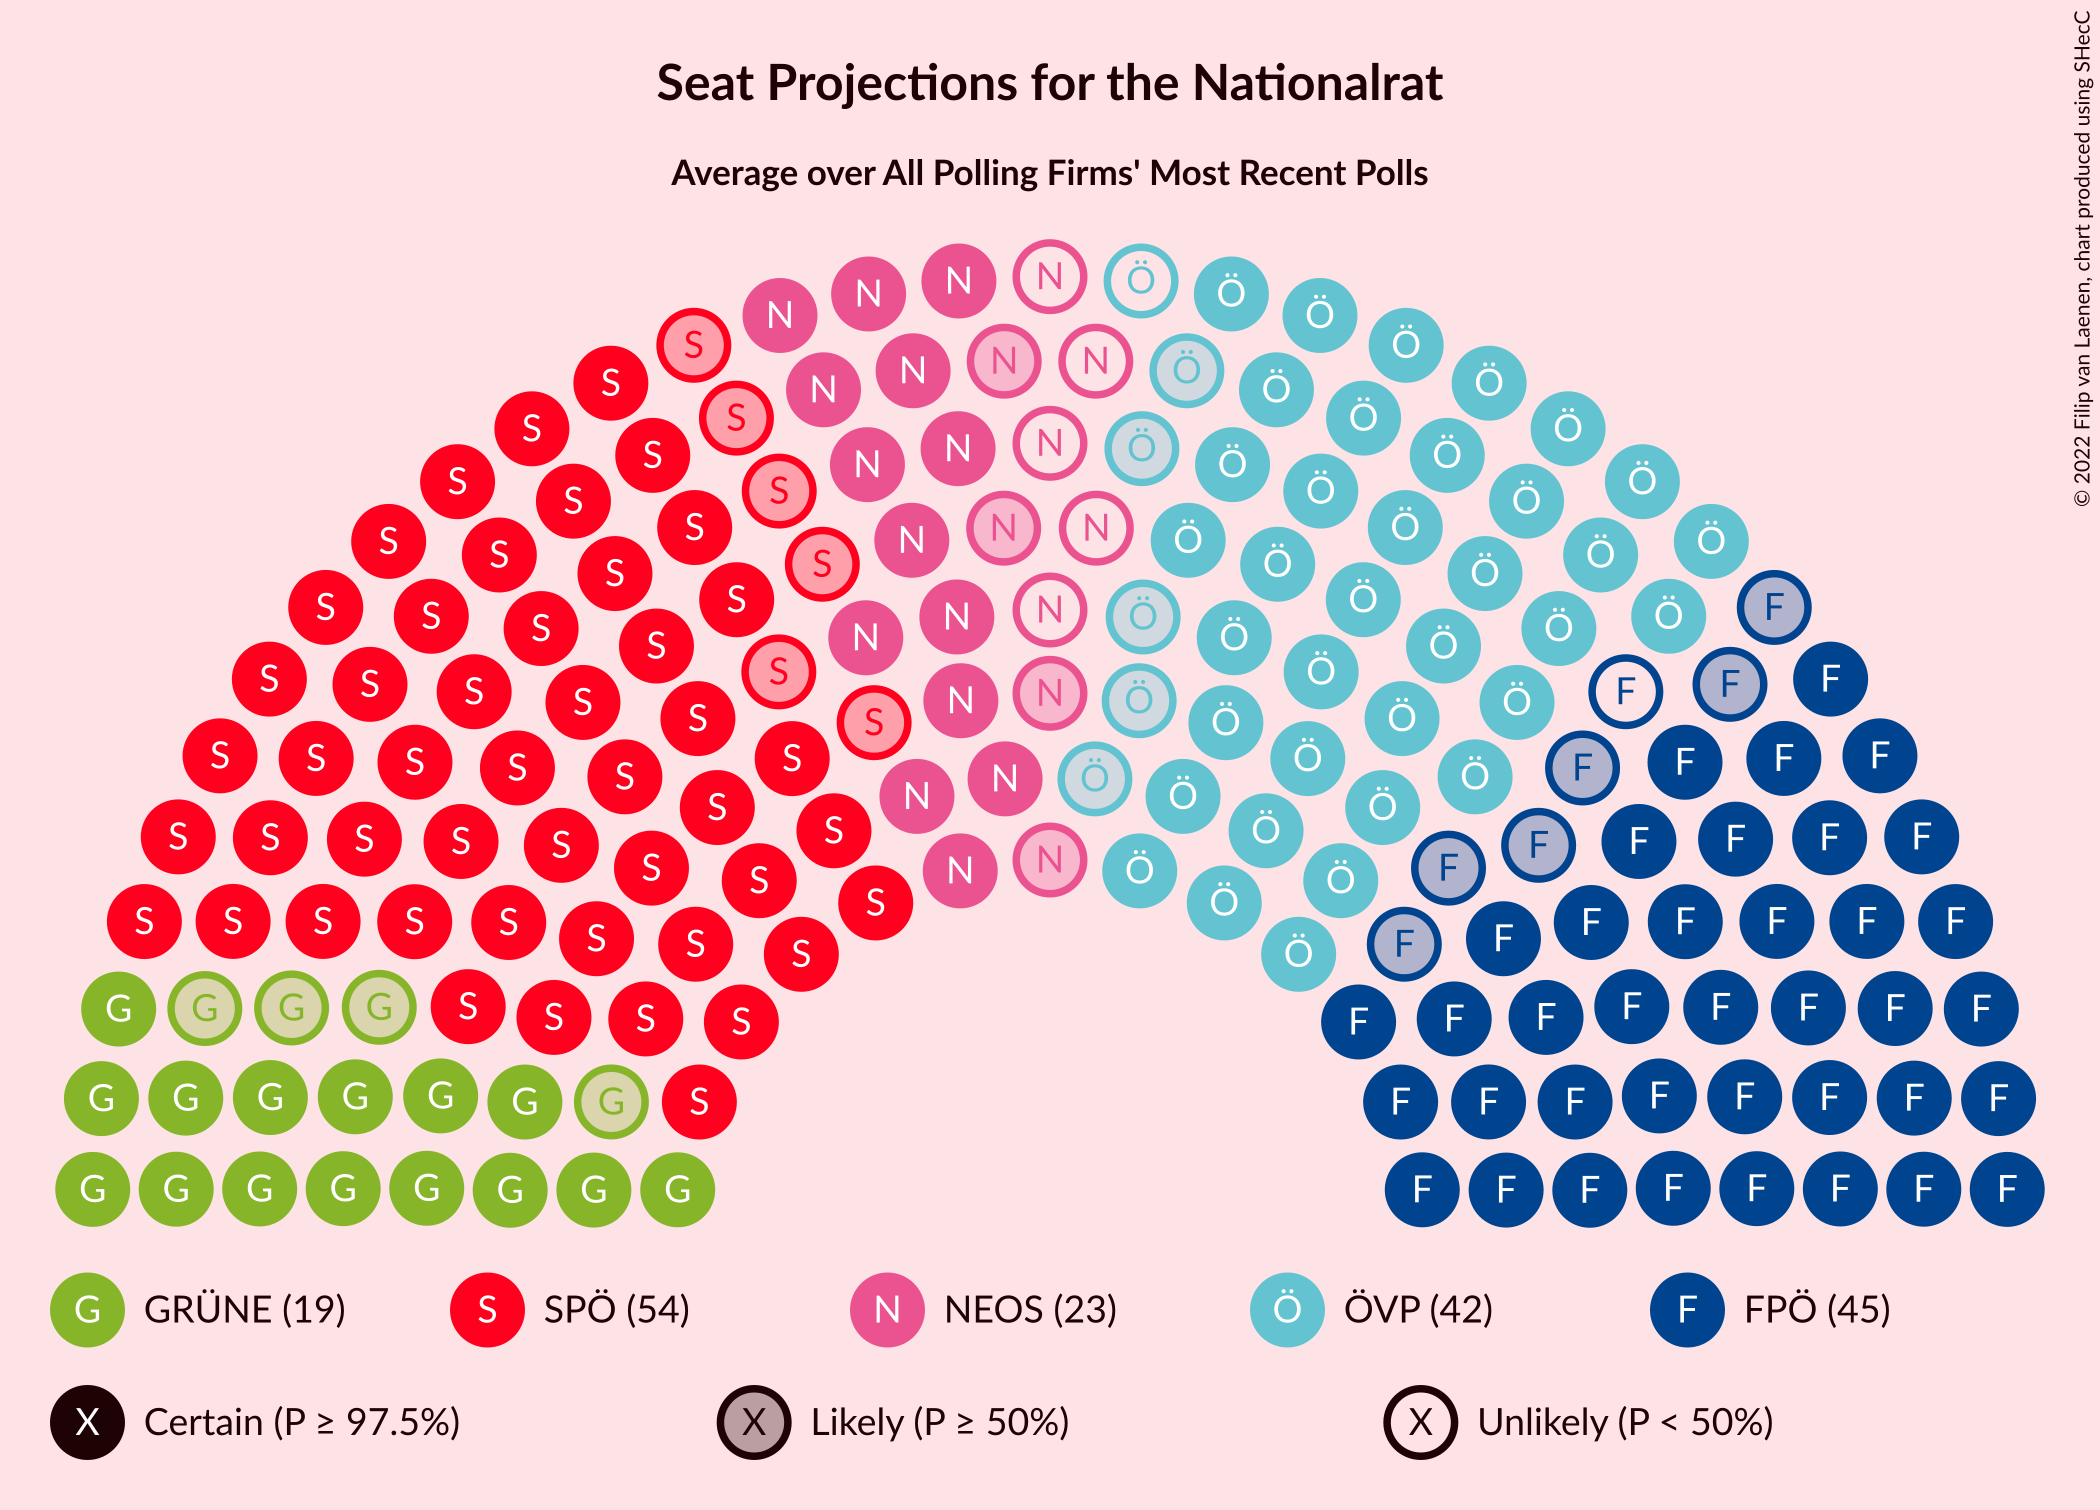 Seat Projections for the Nationalrat
Average over All Polling Firms' Most Recent Polls
© 2022 Filip van Laenen, chart produced using SHecC
N N N N Ö Ö Ö
S N N N N Ö Ö Ö Ö
S S N N N Ö Ö Ö Ö Ö
S S S N N N N Ö Ö Ö Ö Ö
S S S S N N N Ö Ö Ö Ö Ö
S S S S S N N N Ö Ö Ö Ö Ö Ö F
S S S S S S N N Ö Ö Ö Ö Ö F F F
S S S S S S S N N Ö Ö Ö Ö Ö F F F F
S S S S S S S S N N Ö Ö Ö F F F F F F
S S S S S S S S S Ö Ö F F F F F F F
G G G G S S S S F F F F F F F F
G G G G G G G S F F F F F F F F
G G G G G G G G F F F F F F F F
G GRÜNE (19) S SPÖ (54) N NEOS (23) Ö ÖVP (42) F FPÖ (45)
X Certain (P ≥ 97.5%) X Likely (P ≥ 50%) X Unlikely (P < 50%)